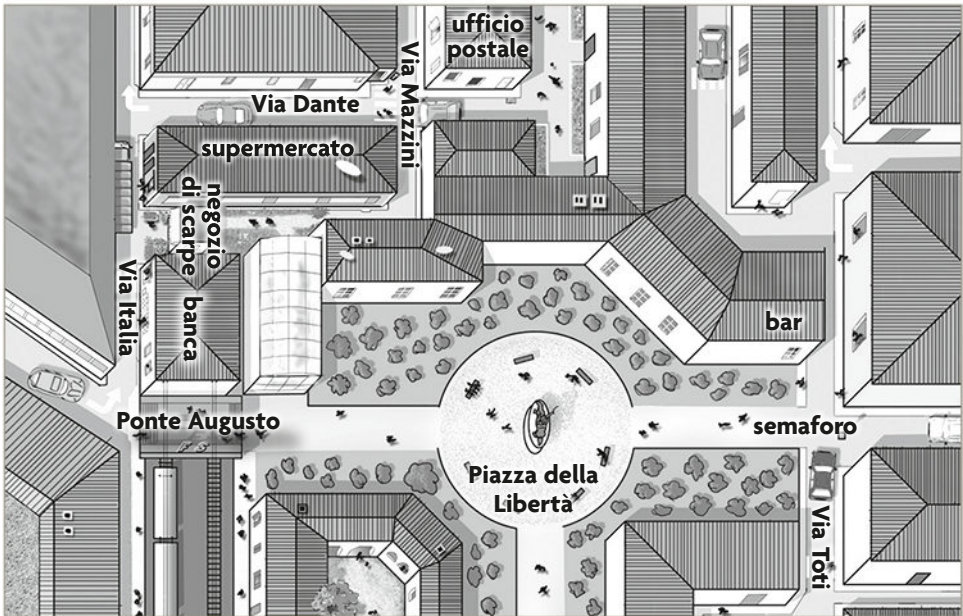 ufficio
postale
Via Mazzini
Via Dante
supermercato
negozio
di scarpe
Via Italia
banca
bar
Ponte Augusto
semaforo
Piazza della
Libertà
Via Toti